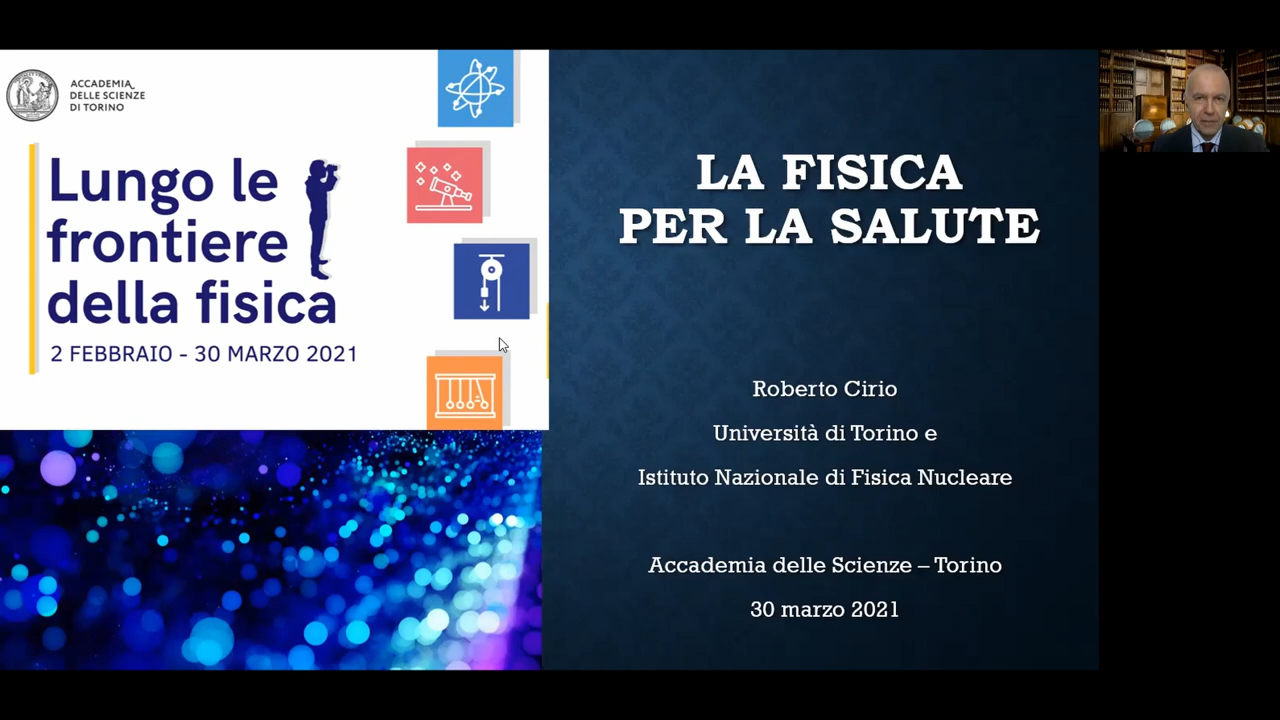 ACCADEMIA
DELLE SCIENZE
DI TORINO
Lungo le
frontiere
della fisica
2 FEBBRAIO - 30 MARZO 2021
LA FISICA
PER LA SALUTE
Roberto Cirio
Università di Torino e
Istituto Nazionale di Fisica Nucleare
Accademia delle Scienze – Torino
30 marzo 2021